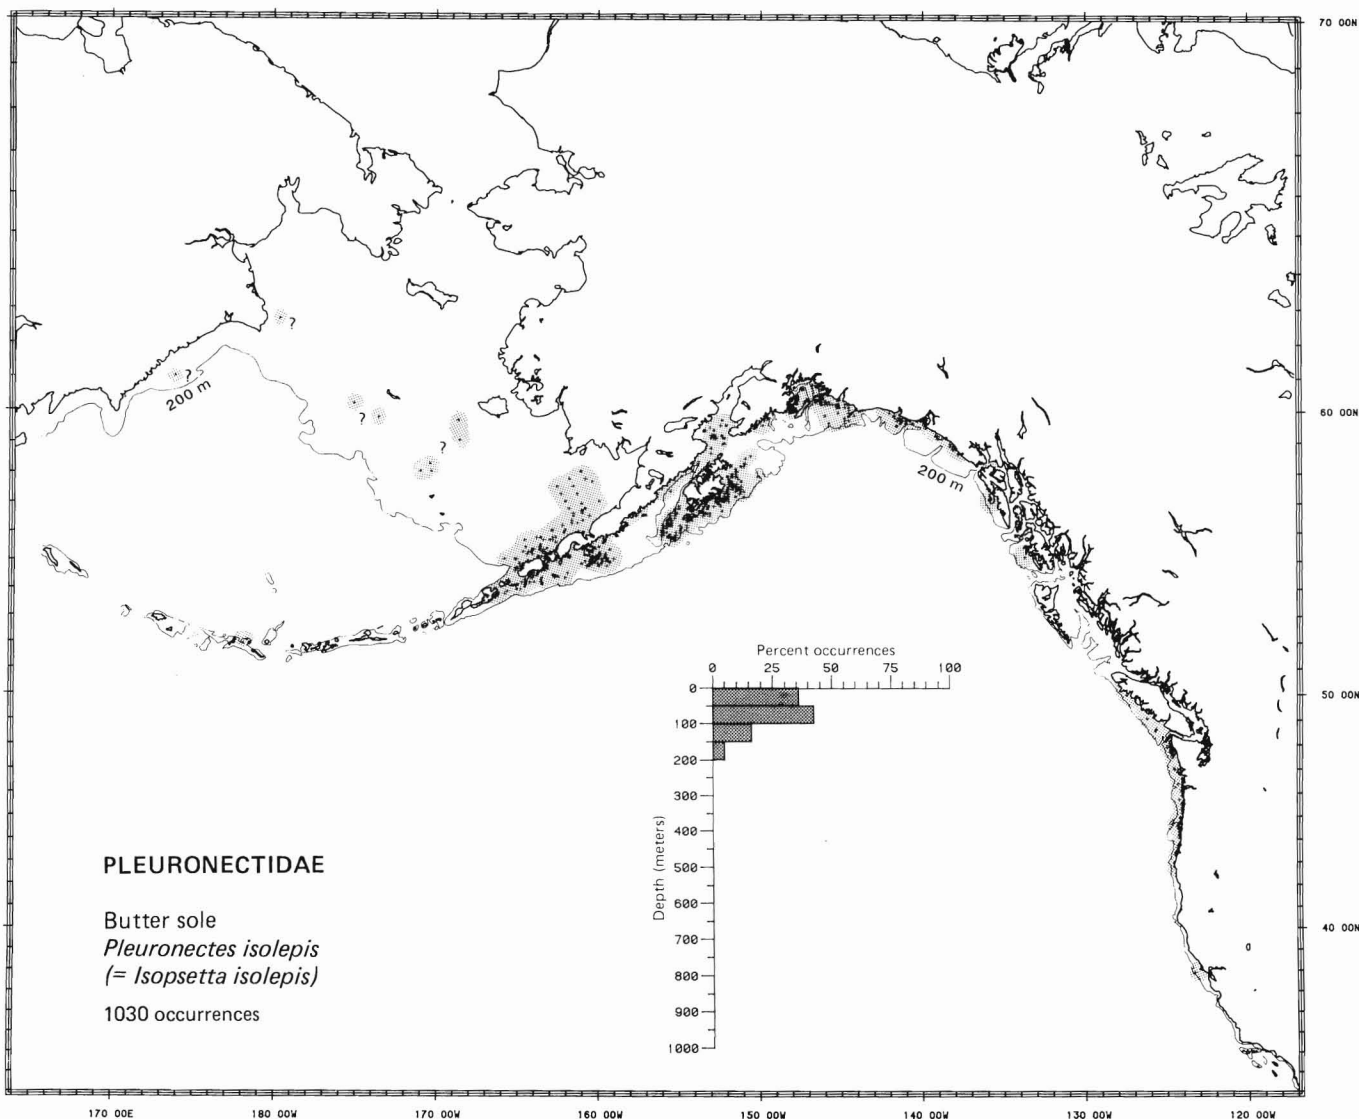 70 00N
?
?
200 m
?
60 00N
?
200 m
Percent occurrences
0 25 50 75 100
50 00N
0
100
200
300
400
500
600
700
800
900
1000
Depth (meters)
PLEURONECTIDAE
Butter sole
Pleuronectes isolepis
(= Isopsetta isolepis)
1030 occurrences
40 00N
170 00E 180 00W 170 00W 160 00W 150 00W 140 00W 130 00W 120 00W